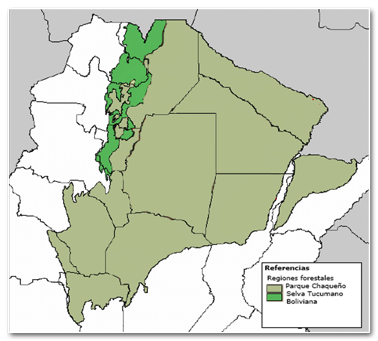 Referencias
Regiones forestales
Parque Chaqueño
Selva Tucumano
Boliviana